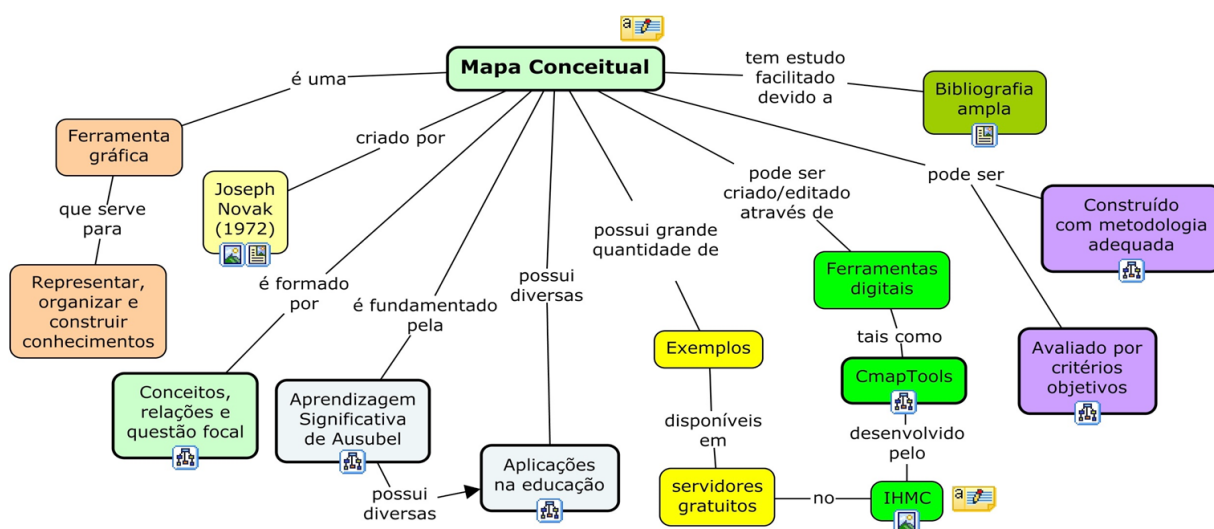 Mapa Conceitual
é uma
Ferramenta
gráfica
que serve
para
Representar,
organizar e
construir
conhecimentos
criado por
Joseph
Novak
(1972)
é formado
por
Conceitos,
relações e
questão focal
é fundamentado
pela
Aprendizagem
Significativa
de Ausubel
possui
diversas
possui
diversas
Aplicações
na educação
possui grande
quantidade de
Exemplos
disponíveis
em
servidores
gratuitos
no
pode ser
criado/editado
através de
Ferramentas
digitais
tais como
CmapTools
desenvolvido
pelo
IHMC
tem estudo
facilitado
devido a
Bibliografia
ampla
pode ser
Construído
com metodologia
adequada
Avaliado por
critérios
objetivos
a
a